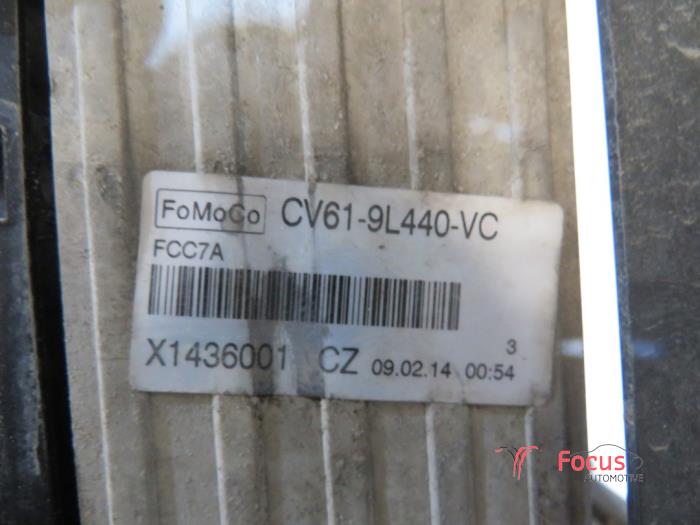 FoMoCo CV61-9L440-VC
FCC7A
3
X1436001 CZ 09.02.14 00:54
Focus
AUTOMOTIVE